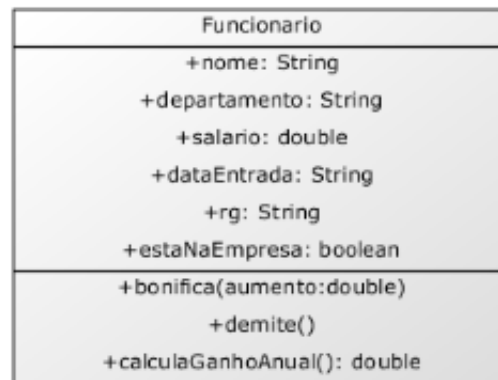 Funcionario
+nome: String
+departamento: String
+salario: double
+dataEntrada: String
+rg: String
+estaNaEmpresa: boolean
+bonifica(aumento:double)
+demite()
+calculaGanhoAnual(): double